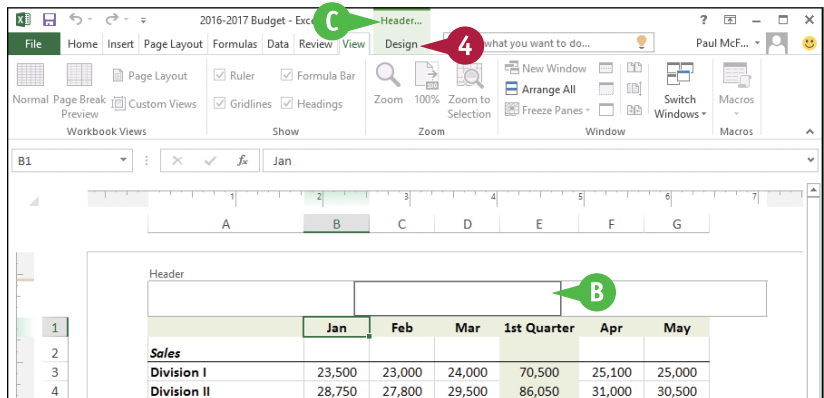 2016-2017 Budget - Exc
C
Header...
?
File Home Insert Page Layout Formulas Data Review View Design 4 what you want to do... Paul McF...
Normal Page Break Preview
Page Layout
Custom Views
Workbook Views
Ruler Formula Bar
Gridlines Headings
Show
Zoom 100% Zoom to Selection
Zoom
New Window
Arrange All
Freeze Panes
Switch Windows
Window
Macros
Macros
B1 fx Jan
1 2 3 4 5 6 7
A B C D E F G
Header
B
1 Jan Feb Mar 1st Quarter Apr May
2 Sales
3 Division I 23,500 23,000 24,000 70,500 25,100 25,000
4 Division II 28,750 27,800 29,500 86,050 31,000 30,500